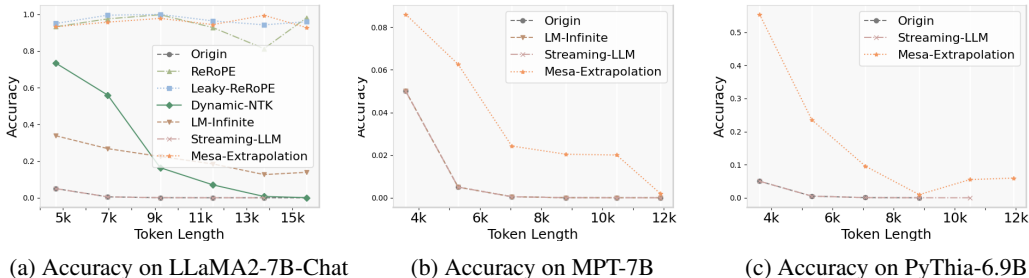 Accuracy
1.0
0.8
0.6
0.4
0.2
0.0
Origin
ReRoPE
Leaky-ReRoPE
Dynamic-NTK
LM-Infinite
Streaming-LLM
Mesa-Extrapolation
5k 7k 9k 11k 13k 15k
Token Length
(a) Accuracy on LLaMA2-7B-Chat
Accuracy
0.08
0.06
0.04
0.02
0.00
Origin
LM-Infinite
Streaming-LLM
Mesa-Extrapolation
4k 6k 7k 9k 10k 12k
Token Length
(b) Accuracy on MPT-7B
Accuracy
0.5
0.4
0.3
0.2
0.1
0.0
Origin
Streaming-LLM
Mesa-Extrapolation
4k 6k 7k 9k 10k 12k
Token Length
(c) Accuracy on PyThia-6.9B